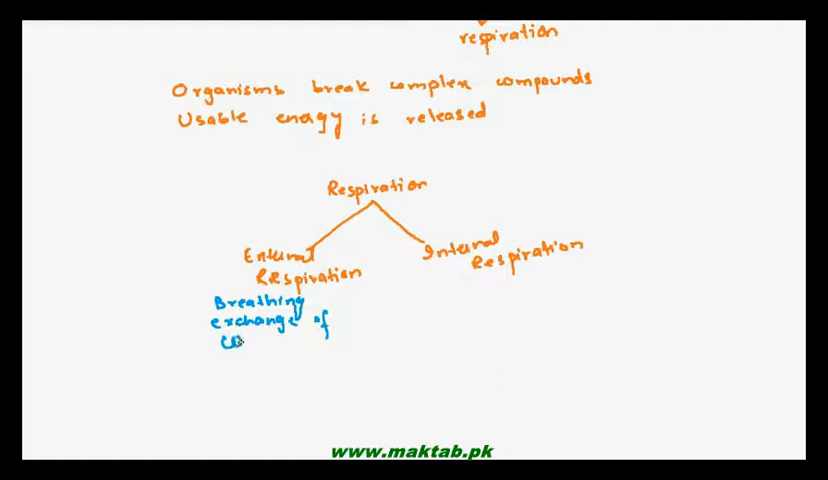 respiration
Organisms break complex compounds
Usable energy is released
Respiration
External
Respiration
Internal
Respiration
Breathing
exchange of
CO
www.maktab.pk